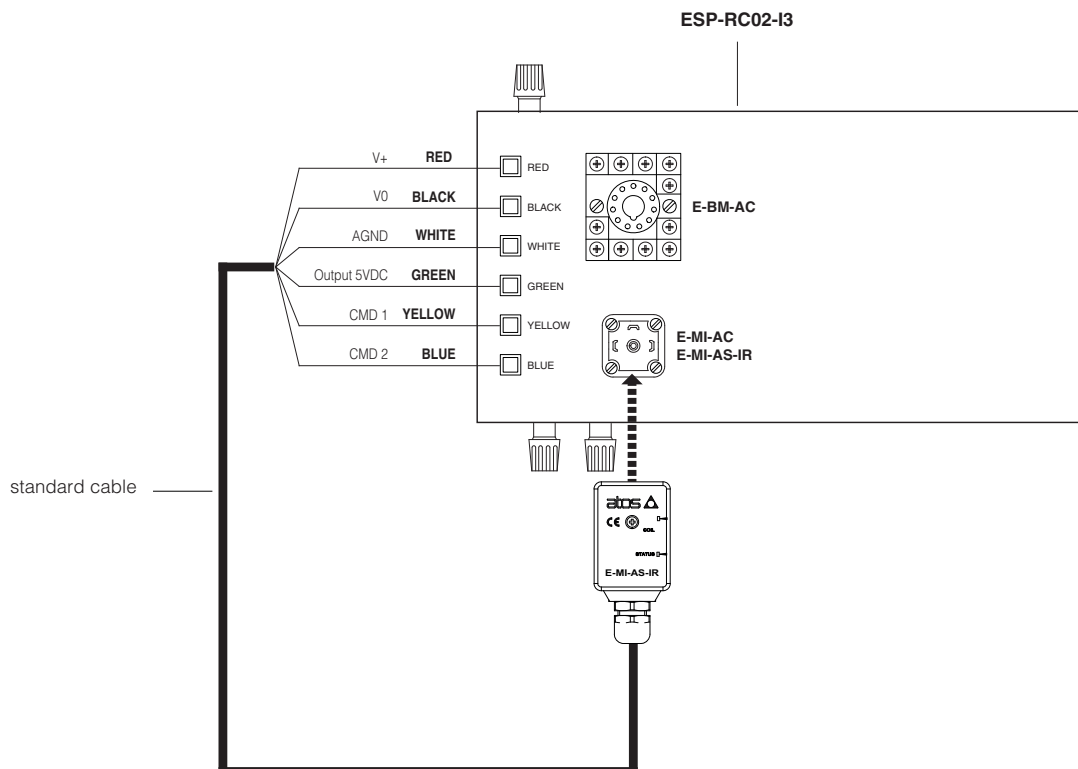 ESP-RC02-I3
V+ RED RED
V0 BLACK BLACK
AGND WHITE WHITE
Output 5VDC GREEN GREEN
CMD 1 YELLOW YELLOW
CMD 2 BLUE BLUE
E-BM-AC
E-MI-AC
E-MI-AS-IR
standard cable
atos
CE
COIL
STATUS
E-MI-AS-IR